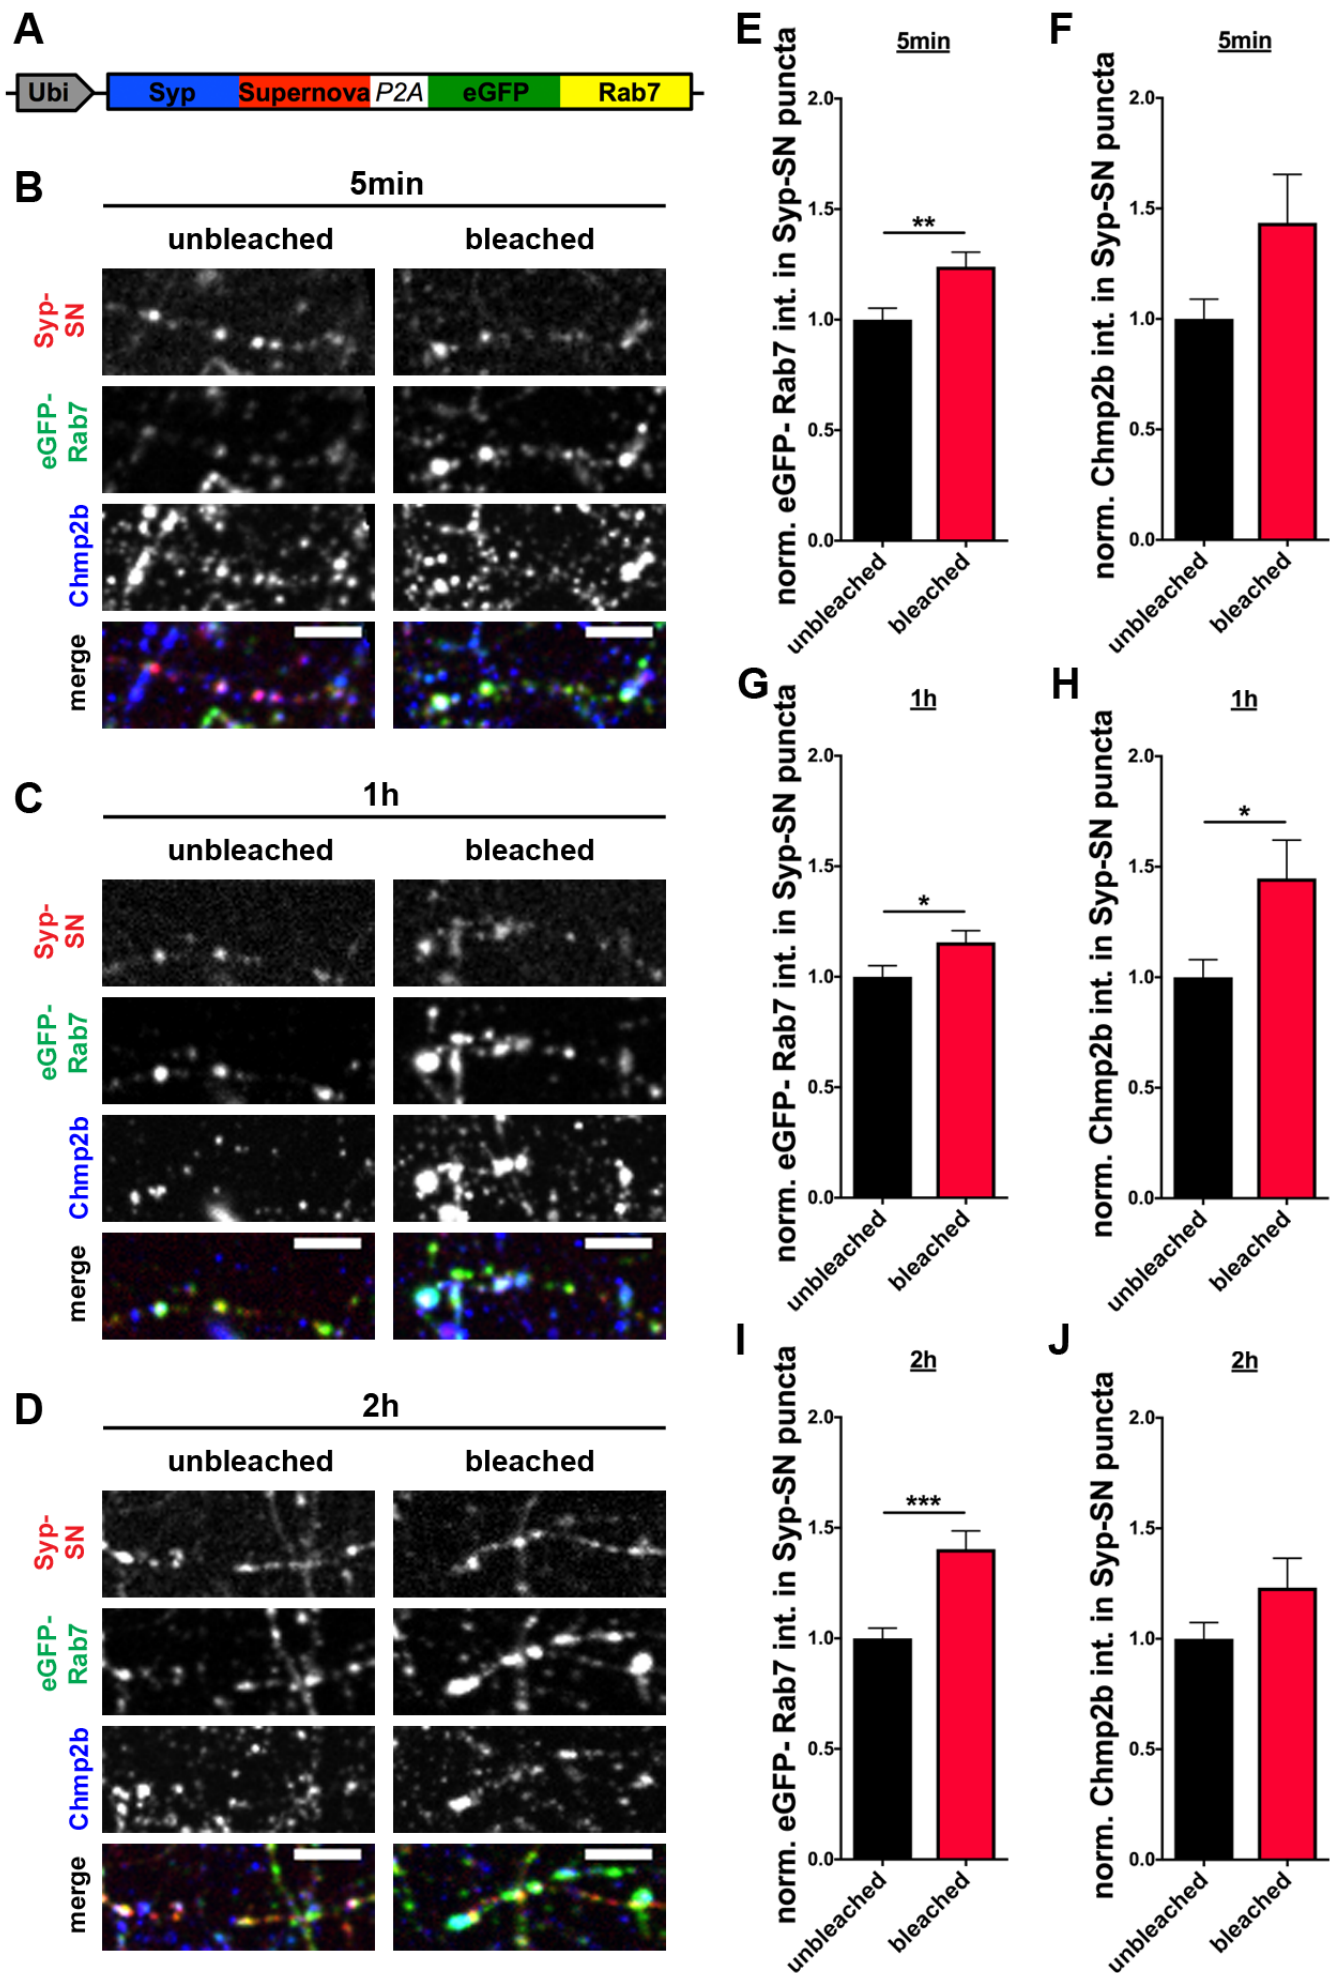 A
Ubi Syp Supernova P2A eGFP Rab7
B
5min
unbleached bleached
Syp-
SN
eGFP-
Rab7
Chmp2b
merge
C
1h
unbleached bleached
Syp-
SN
eGFP-
Rab7
Chmp2b
merge
D
2h
unbleached bleached
Syp-
SN
eGFP-
Rab7
Chmp2b
merge
E
5min
norm. eGFP- Rab7 int. in Syp-SN puncta
2.0
1.5
1.0
0.5
0.0
**
unbleached
bleached
F
5min
norm. Chmp2b int. in Syp-SN puncta
2.0
1.5
1.0
0.5
0.0
unbleached
bleached
G
1h
norm. eGFP- Rab7 int. in Syp-SN puncta
2.0
1.5
1.0
0.5
0.0
*
unbleached
bleached
H
1h
norm. Chmp2b int. in Syp-SN puncta
2.0
1.5
1.0
0.5
0.0
*
unbleached
bleached
I
2h
norm. eGFP- Rab7 int. in Syp-SN puncta
2.0
1.5
1.0
0.5
0.0
***
unbleached
bleached
J
2h
norm. Chmp2b int. in Syp-SN puncta
2.0
1.5
1.0
0.5
0.0
unbleached
bleached